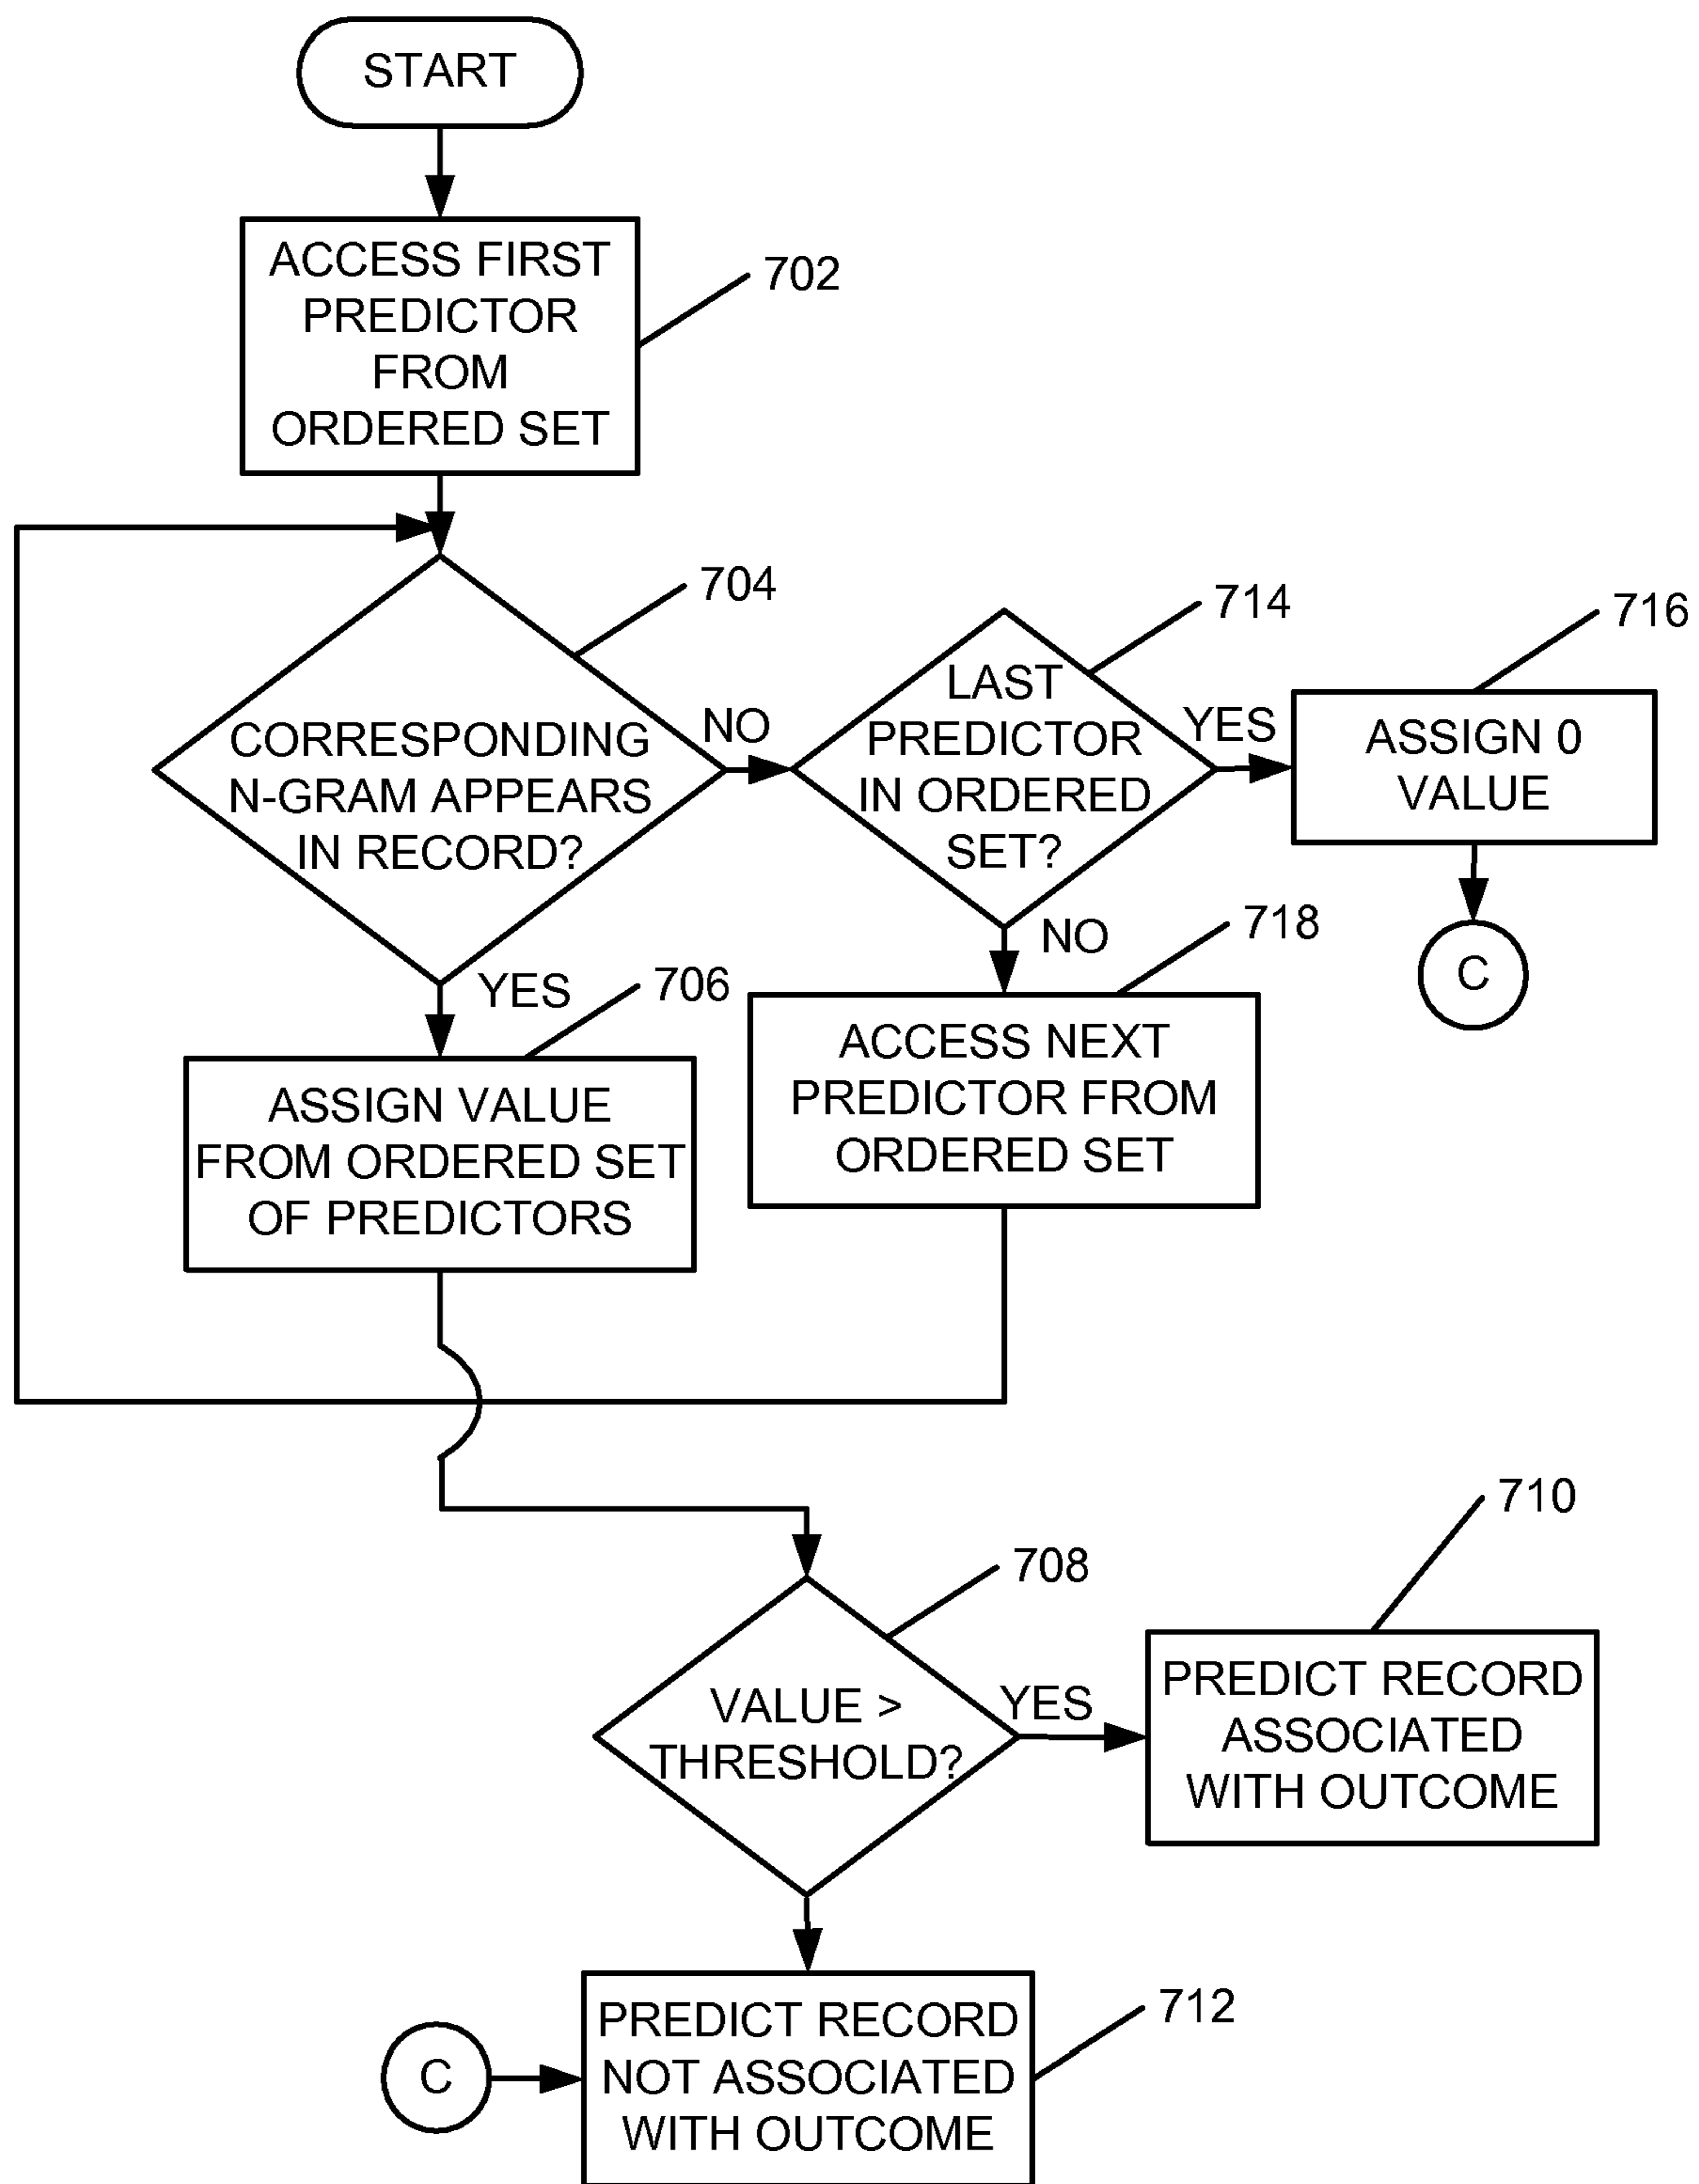 START
ACCESS FIRST
PREDICTOR
FROM
ORDERED SET
702
704
CORRESPONDING
N-GRAM APPEARS
IN RECORD?
NO
714
LAST
PREDICTOR
IN ORDERED
SET?
YES
716
ASSIGN 0
VALUE
C
YES
706
ASSIGN VALUE
FROM ORDERED SET
OF PREDICTORS
NO
718
ACCESS NEXT
PREDICTOR FROM
ORDERED SET
708
VALUE >
THRESHOLD?
YES
710
PREDICT RECORD
ASSOCIATED
WITH OUTCOME
C
PREDICT RECORD
NOT ASSOCIATED
WITH OUTCOME
712